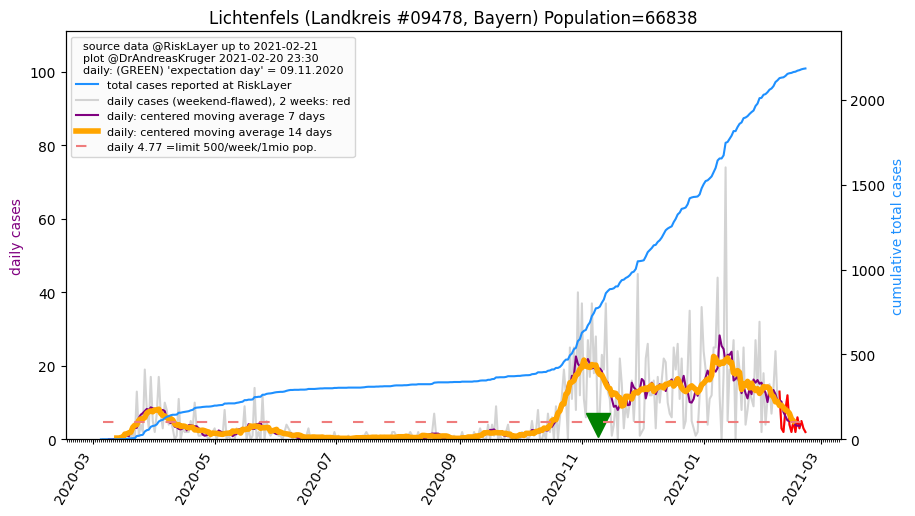 Lichtenfels (Landkreis #09478, Bayern) Population=66838
source data @RiskLayer up to 2021-02-21
plot @DrAndreasKruger 2021-02-20 23:30
daily: (GREEN) 'expectation day' = 09.11.2020
total cases reported at RiskLayer
daily cases (weekend-flawed), 2 weeks: red
daily: centered moving average 7 days
daily: centered moving average 14 days
daily 4.77 =limit 500/week/1mio pop.
daily cases
100
80
60
40
20
0
cumulative total cases
2000
1500
1000
500
0
2020-03
2020-05
2020-07
2020-09
2020-11
2021-01
2021-03